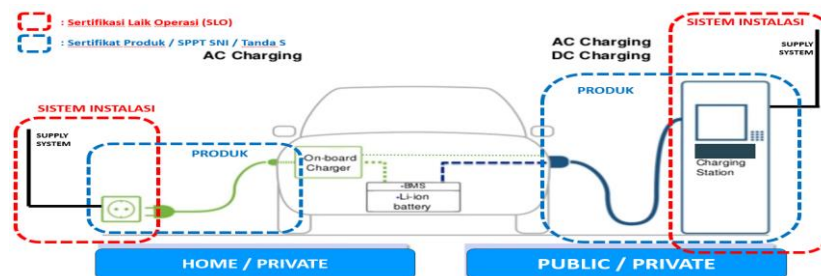 : Sertifikasi Laik Operasi (SLO)
: Sertifikat Produk / SPPT SNI / Tanda S
AC Charging
AC Charging
DC Charging
SISTEM INSTALASI
SUPPLY
SYSTEM
PRODUK
SISTEM INSTALASI
SUPPLY
SYSTEM
PRODUK
On-board
Charger
-BMS
-Li-ion
battery
Charging
Station
HOME / PRIVATE
PUBLIC / PRIVATE